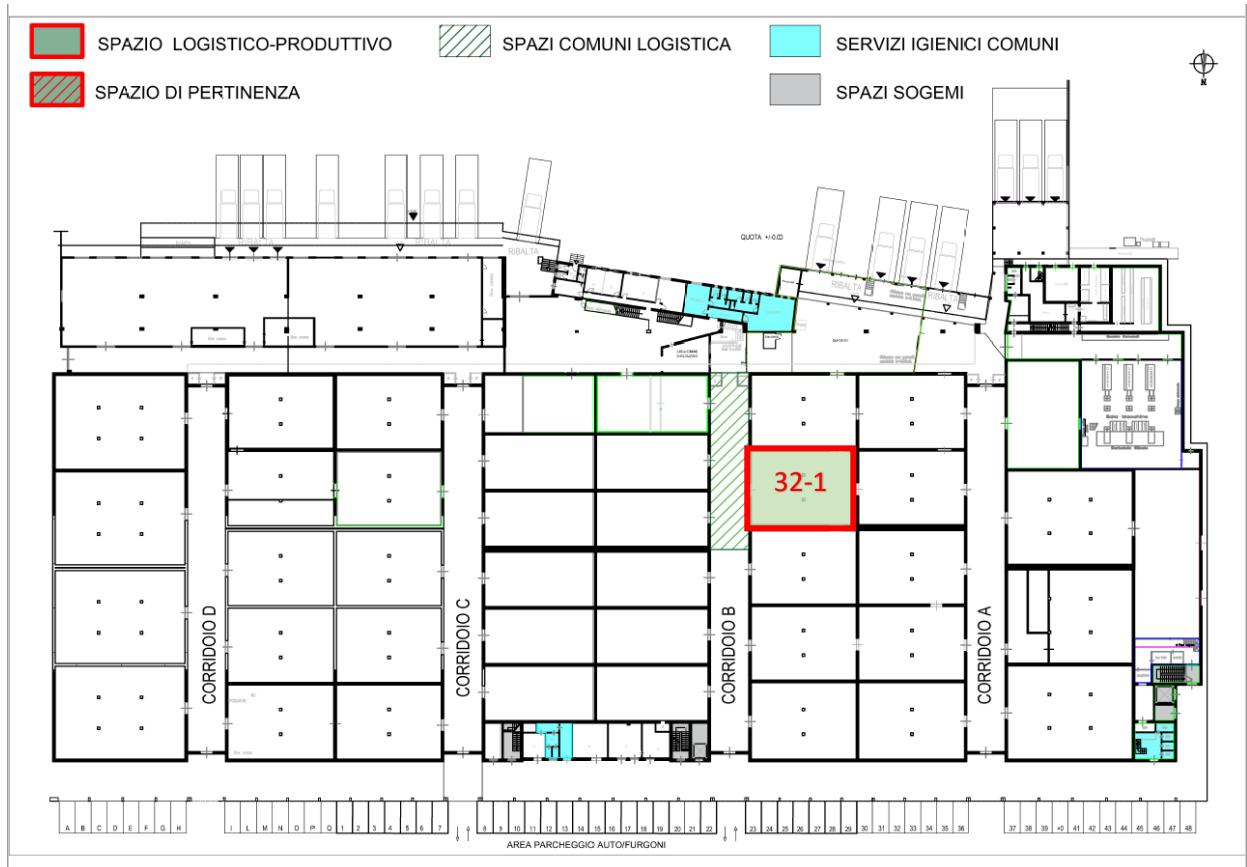 SPAZIO LOGISTICO-PRODUTTIVO
SPAZI COMUNI LOGISTICA
SERVIZI IGIENICI COMUNI
SPAZIO DI PERTINENZA
SPAZI SOGEMI
N
QUOTA +/-0.00
RIBALTA
RIBALTA
RIBALTA
RIBALTA
RIBALTA
32-1
CORRIDOIO D
CORRIDOIO C
CORRIDOIO B
CORRIDOIO A
A B C D E F G H
I L M N O P Q 1 2 3 4 5 6 7
8 9 10 11 12 13 14 15 16 17 18 19 20 21 22
23 24 25 26 27 28 29 30 31 32 33 34 35 36
37 38 39 40 41 42 43 44 45 46 47 48
AREA PARCHEGGIO AUTO/FURGONI